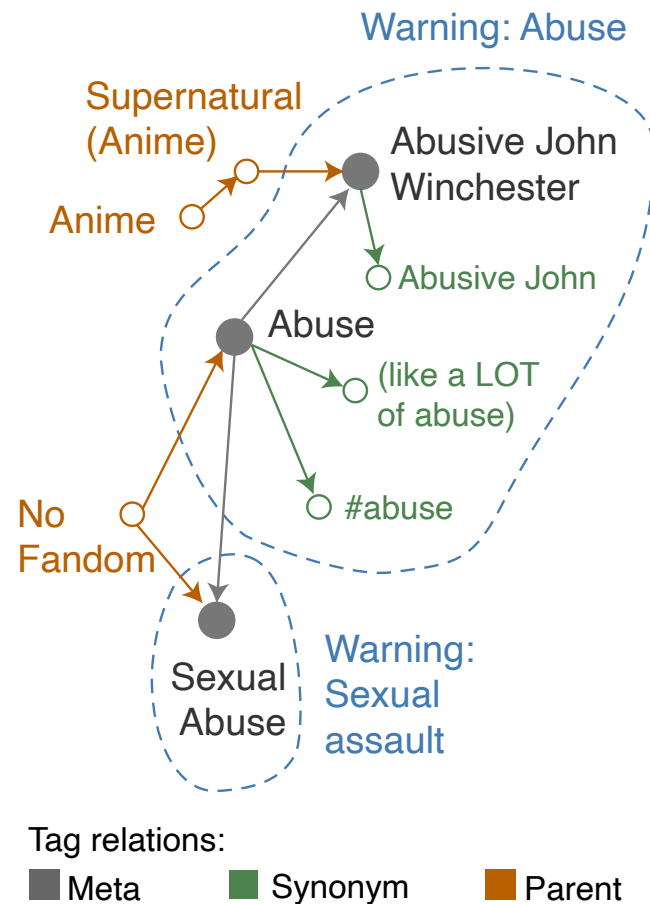 Warning: Abuse
Supernatural
(Anime)
Abusive John
Winchester
Anime
Abusive John
Abuse
(like a LOT
of abuse)
#abuse
No
Fandom
Warning:
Sexual
assault
Sexual
Abuse
Tag relations:
Meta
Synonym
Parent